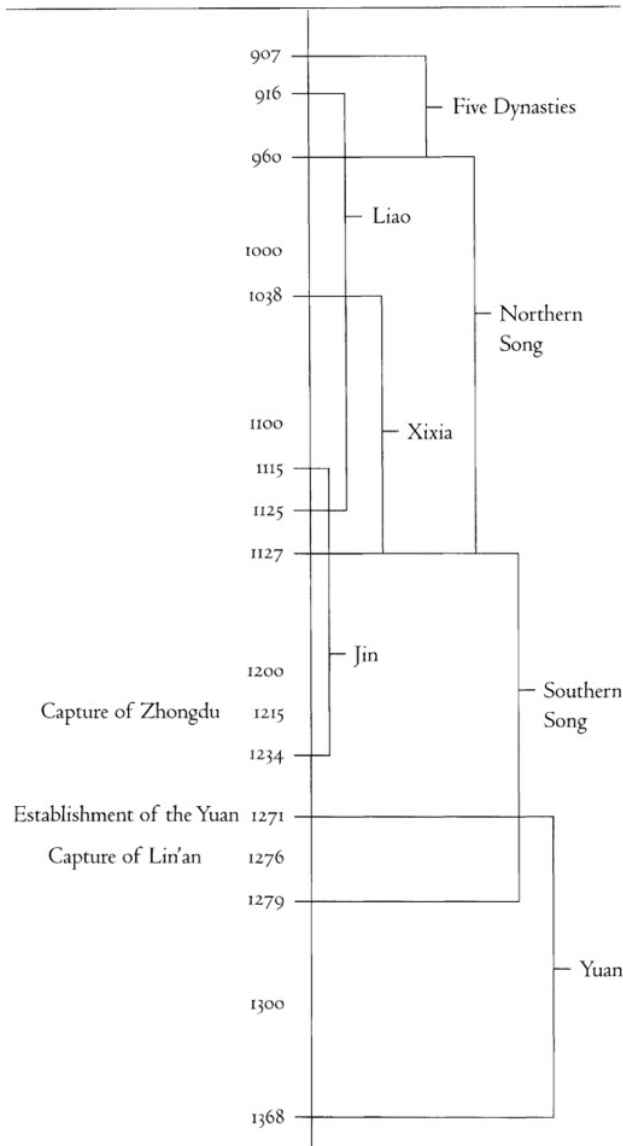 907
916
Five Dynasties
960
Liao
1000
1038
Northern
Song
1100
Xixia
1115
1125
1127
Jin
1200
Capture of Zhongdu 1215
Southern
Song
1234
Establishment of the Yuan 1271
Capture of Lin'an 1276
1279
Yuan
1300
1368